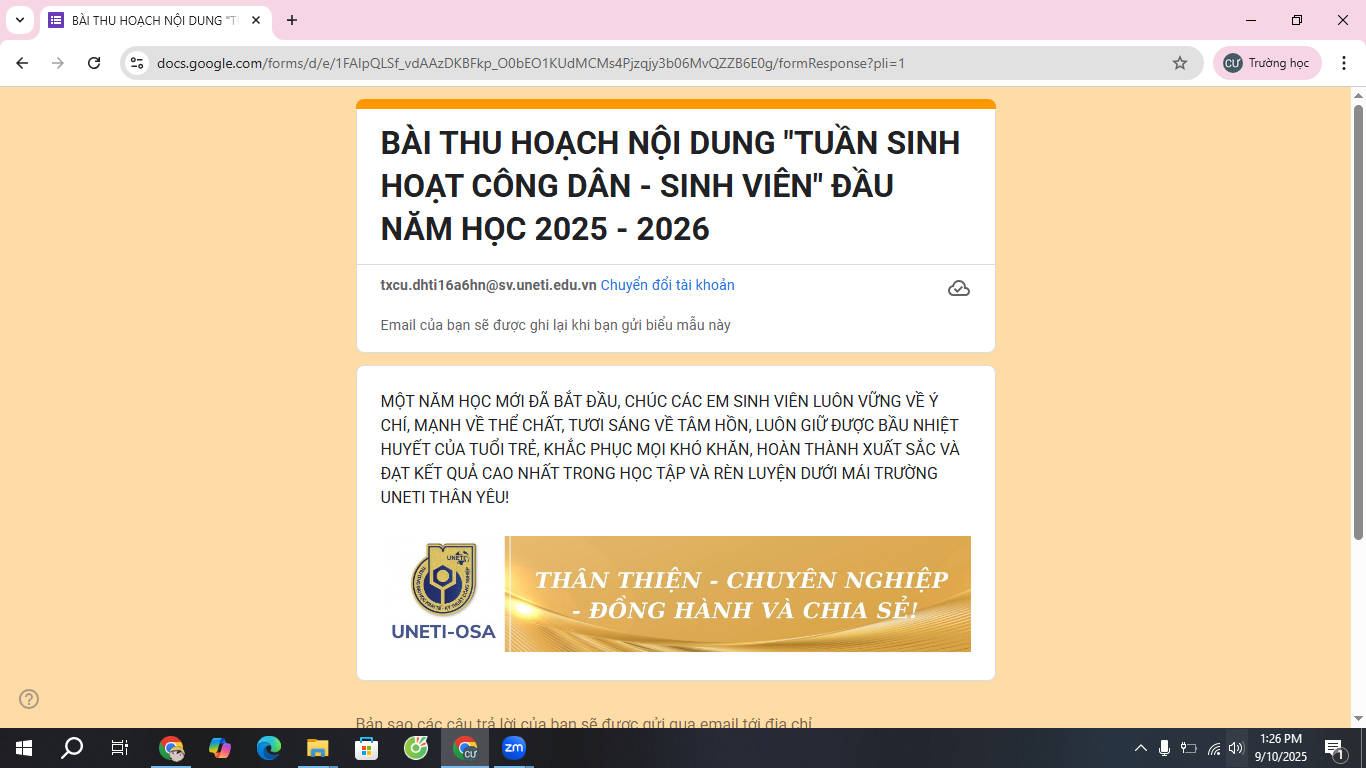 BÀI THU HOẠCH NỘI DUNG "TU
docs.google.com/forms/d/e/1FAIpQLSf_vdAAzDKBFkp_O0bEO1KUdMCMs4Pjzqjy3b06MvQZZB6E0g/formResponse?pli=1
CƯ Trường học
BÀI THU HOẠCH NỘI DUNG "TUẦN SINH
HOẠT CÔNG DÂN - SINH VIÊN" ĐẦU
NĂM HỌC 2025 - 2026
txcu.dhti16a6hn@sv.uneti.edu.vn Chuyển đổi tài khoản
Email của bạn sẽ được ghi lại khi bạn gửi biểu mẫu này
MỘT NĂM HỌC MỚI ĐÃ BẮT ĐẦU, CHÚC CÁC EM SINH VIÊN LUÔN VỮNG VỀ Ý
CHÍ, MẠNH VỀ THỂ CHẤT, TƯƠI SÁNG VỀ TÂM HỒN, LUÔN GIỮ ĐƯỢC BẦU NHIỆT
HUYẾT CỦA TUỔI TRẺ, KHẮC PHỤC MỌI KHÓ KHĂN, HOÀN THÀNH XUẤT SẮC VÀ
ĐẠT KẾT QUẢ CAO NHẤT TRONG HỌC TẬP VÀ RÈN LUYỆN DƯỚI MÁI TRƯỜNG
UNETI THÂN YÊU!
UNETI
UNETI-OSA
THÂN THIỆN - CHUYÊN NGHIỆP
- ĐỒNG HÀNH VÀ CHIA SẺ!
Bản sao các câu trả lời của bạn sẽ được gửi qua email tới địa chỉ
CƯ
zm
1:26 PM
9/10/2025
1